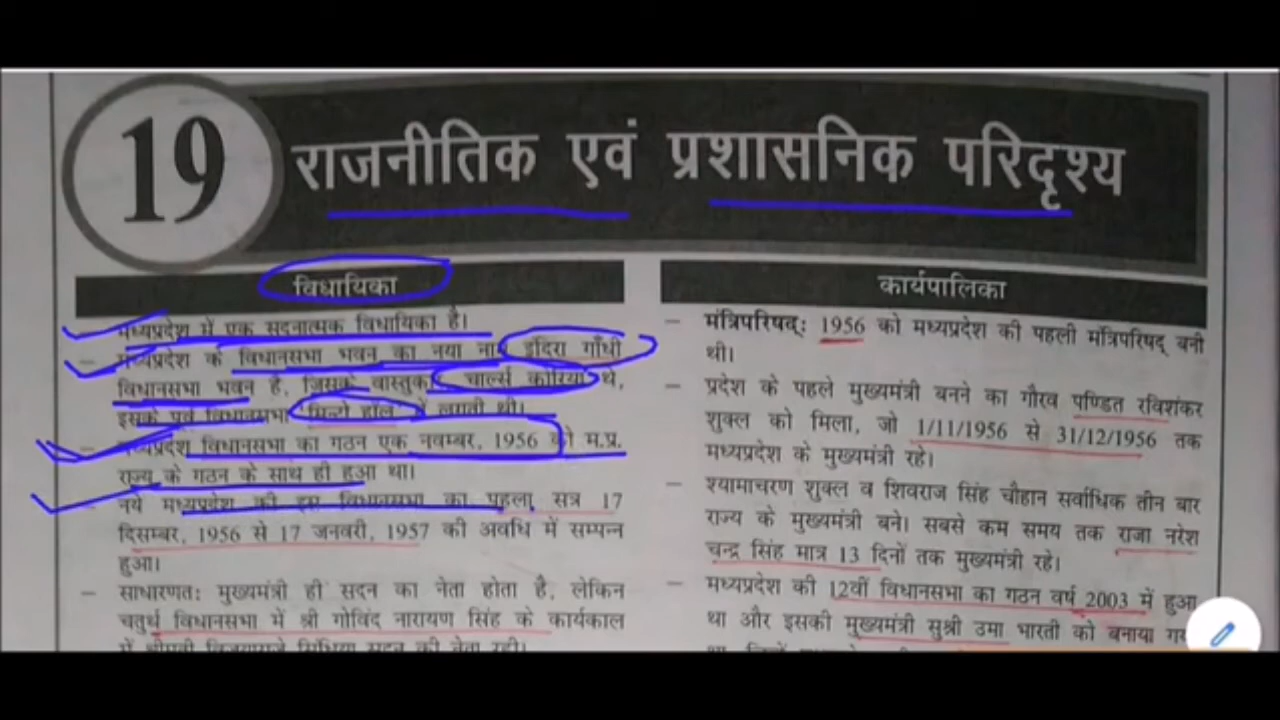 19
राजनीतिक एवं प्रशासनिक परिदृश्य
विधायिका
मध्यप्रदेश में एक सदनात्मक विधायिका है।
– मध्यप्रदेश के विधानसभा भवन का नया नाम इंदिरा गाँधी
विधानसभा भवन है, जिसके वास्तुकार चार्ल्स कोरिया थे,
इसके पूर्व विधानसभा 'मिन्टो हॉल' में लगती थी।
– मध्यप्रदेश विधानसभा का गठन एक नवम्बर, 1956 को म.प्र.
राज्य के गठन के साथ ही हुआ था।
– नये मध्यप्रदेश की इस विधानसभा का पहला सत्र 17
दिसम्बर, 1956 से 17 जनवरी, 1957 की अवधि में सम्पन्न
हुआ।
– साधारणतः मुख्यमंत्री ही सदन का नेता होता है, लेकिन
चतुर्थ विधानसभा में श्री गोविंद नारायण सिंह के कार्यकाल
में श्रीमती विजयाराजे सिंधिया सदन की नेता रहीं।
कार्यपालिका
– मंत्रिपरिषद्: 1956 को मध्यप्रदेश की पहली मंत्रिपरिषद् बनी
थी।
– प्रदेश के पहले मुख्यमंत्री बनने का गौरव पण्डित रविशंकर
शुक्ल को मिला, जो 1/11/1956 से 31/12/1956 तक
मध्यप्रदेश के मुख्यमंत्री रहे।
– श्यामाचरण शुक्ल व शिवराज सिंह चौहान सर्वाधिक तीन बार
राज्य के मुख्यमंत्री बने। सबसे कम समय तक राजा नरेश
चन्द्र सिंह मात्र 13 दिनों तक मुख्यमंत्री रहे।
– मध्यप्रदेश की 12वीं विधानसभा का गठन वर्ष 2003 में हुआ
था और इसकी मुख्यमंत्री सुश्री उमा भारती को बनाया